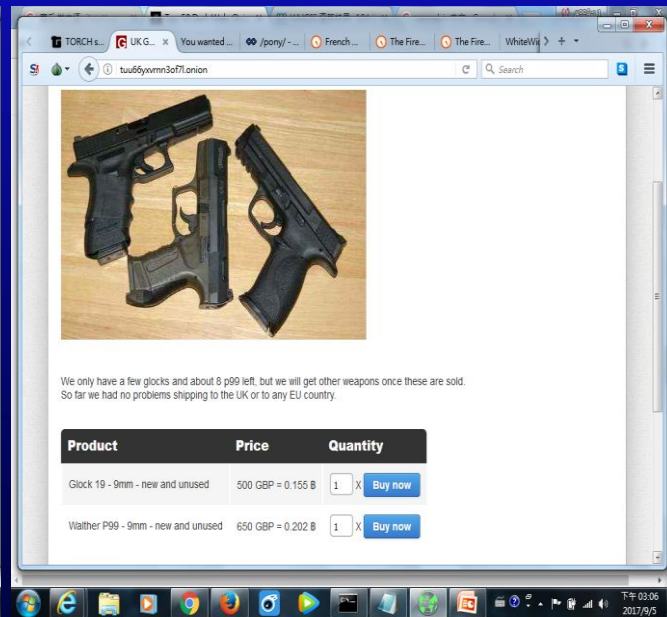 TORCH s...
UK G...
You wanted ...
/pony/ - ...
French ...
The Fire...
The Fire...
WhiteWi
tuu66yxvrnn3of7l.onion
Search
We only have a few glocks and about 8 p99 left, but we will get other weapons once these are sold.
So far we had no problems shipping to the UK or to any EU country.
Product Price Quantity
Glock 19 - 9mm - new and unused 500 GBP = 0.155 ฿ 1 X Buy now
Walther P99 - 9mm - new and unused 650 GBP = 0.202 ฿ 1 X Buy now
下午 03:06
2017/9/5